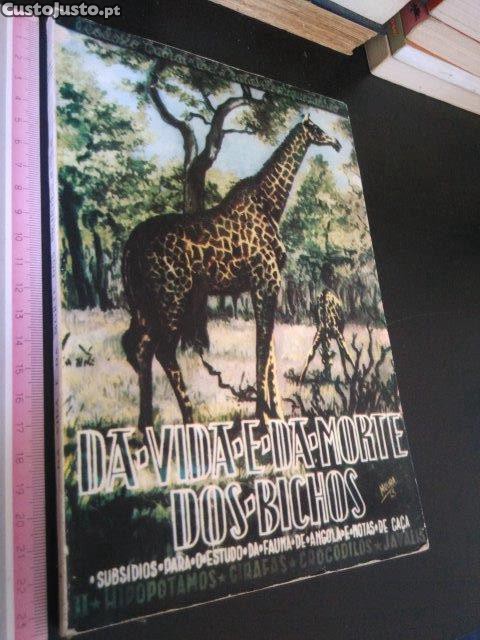 CustoJusto.pt
DA·VIDA·E·DA·MORTE
DOS·BICHOS
• SUBSÍDIOS • PARA • O • ESTUDO • DA • FAUNA • DE • ANGOLA • E • NOTAS • DE • CAÇA
II ★ HIPOPÓTAMOS ★ GIRAFAS ★ CROCODILOS ★ JAVALIS